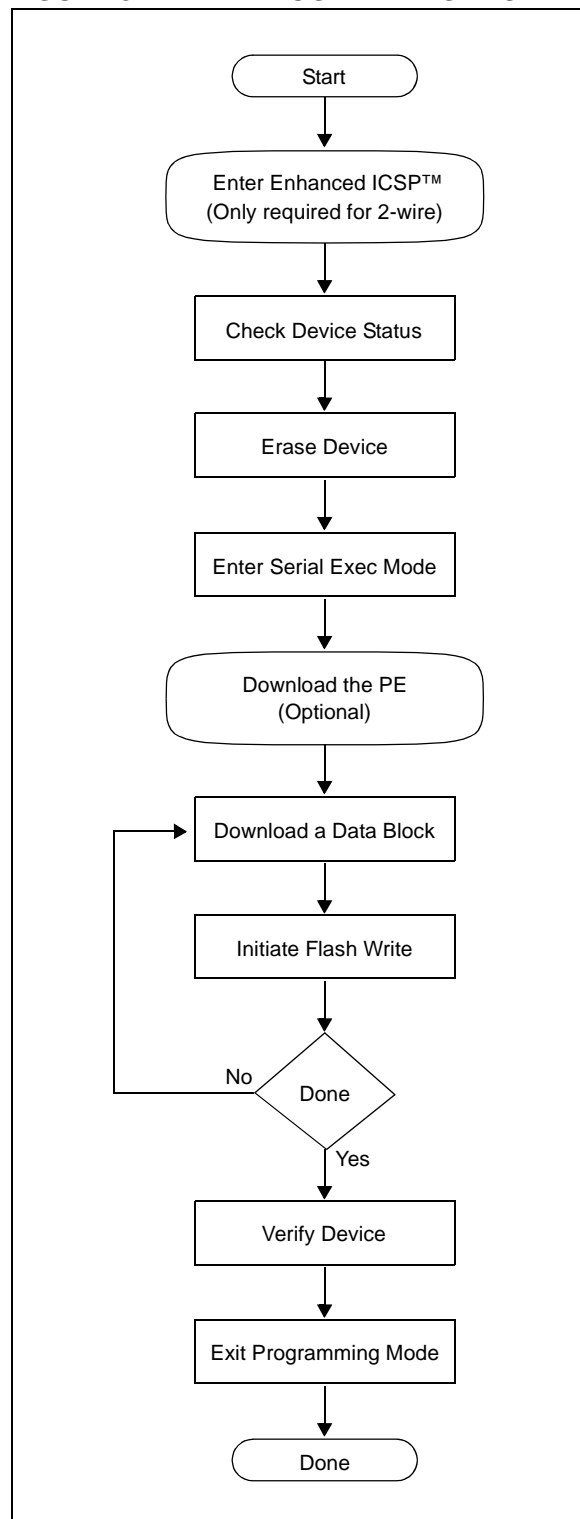 Start
Enter Enhanced ICSP™
(Only required for 2-wire)
Check Device Status
Erase Device
Enter Serial Exec Mode
Download the PE
(Optional)
Download a Data Block
Initiate Flash Write
No
Done
Yes
Verify Device
Exit Programming Mode
Done